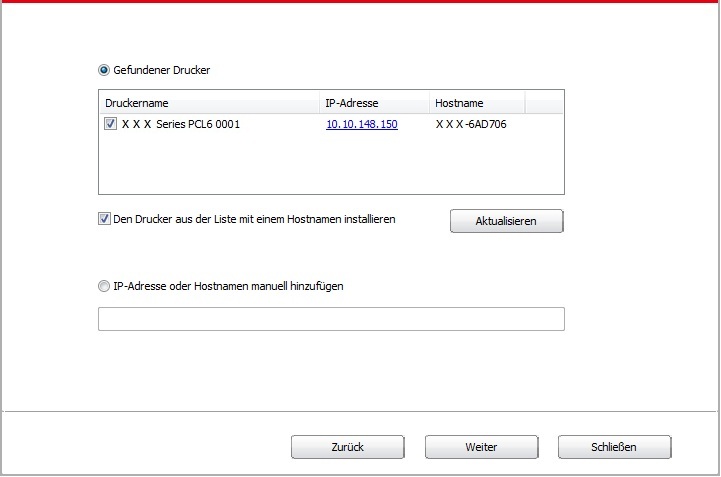 Gefundener Drucker
Druckername IP-Adresse Hostname
X X X Series PCL6 0001 10.10.148.150 X X X-6AD706
Den Drucker aus der Liste mit einem Hostnamen installieren Aktualisieren
IP-Adresse oder Hostnamen manuell hinzufügen
Zurück Weiter Schließen